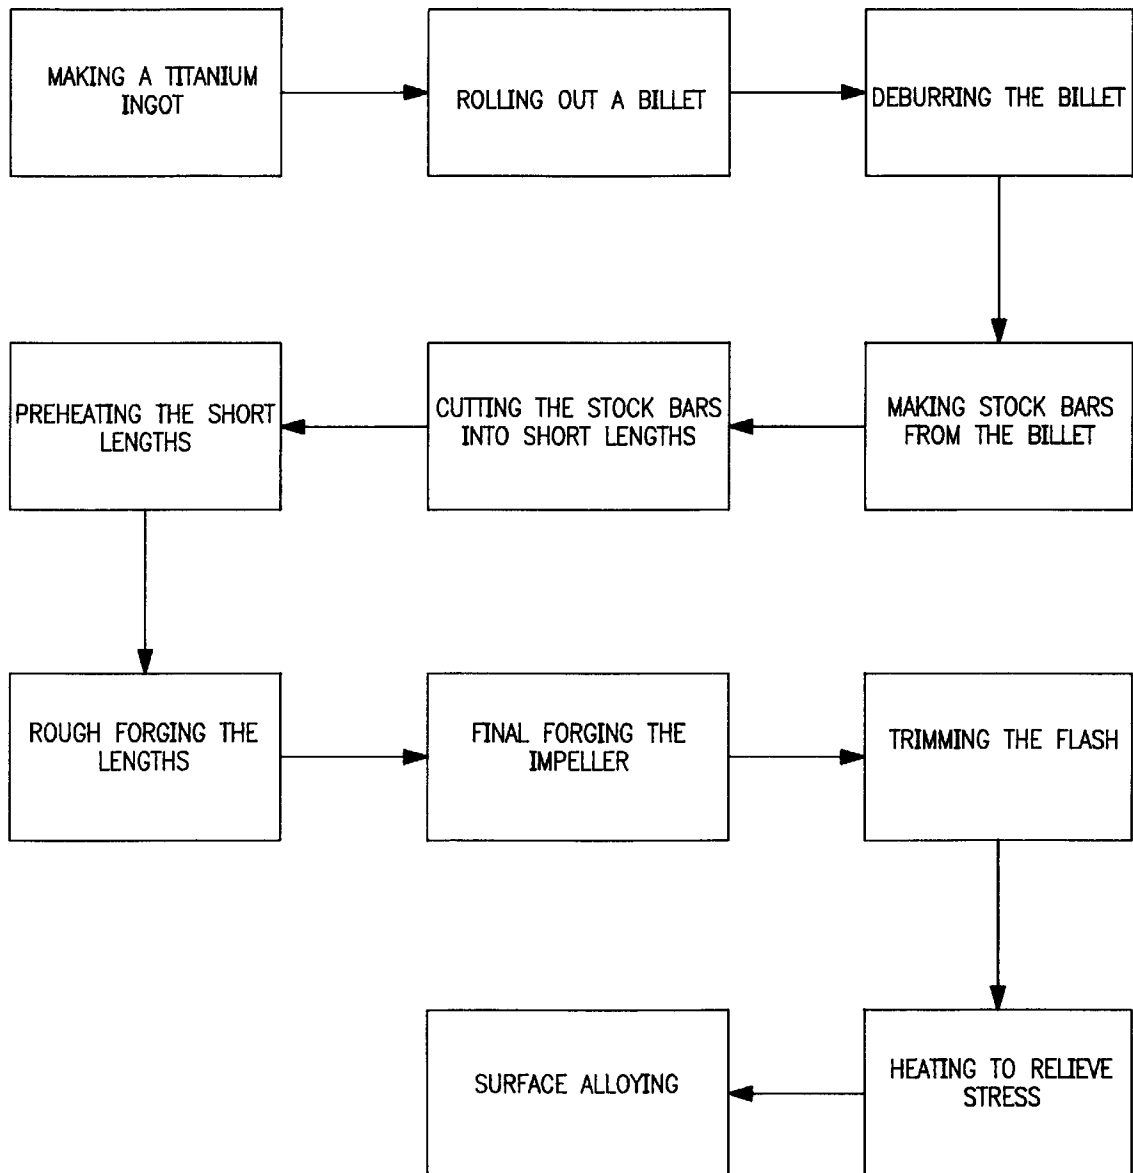 MAKING A TITANIUM
INGOT
ROLLING OUT A BILLET
DEBURRING THE BILLET
MAKING STOCK BARS
FROM THE BILLET
CUTTING THE STOCK BARS
INTO SHORT LENGTHS
PREHEATING THE SHORT
LENGTHS
ROUGH FORGING THE
LENGTHS
FINAL FORGING THE
IMPELLER
TRIMMING THE FLASH
HEATING TO RELIEVE
STRESS
SURFACE ALLOYING